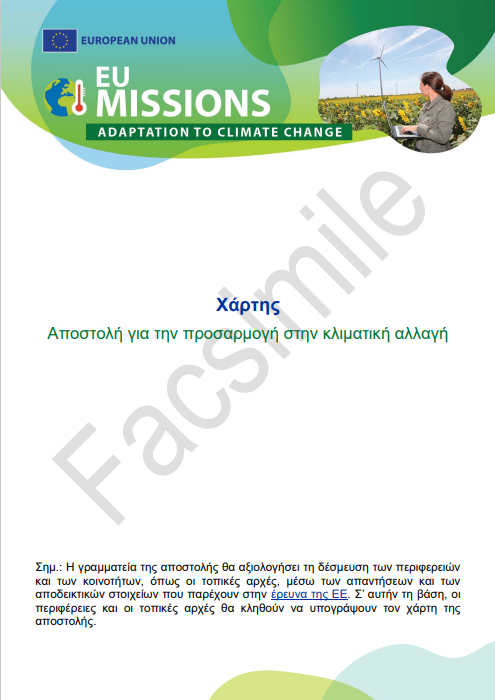 EUROPEAN UNION
EU
MISSIONS
ADAPTATION TO CLIMATE CHANGE
Facsimile
Χάρτης
Αποστολή για την προσαρμογή στην κλιματική αλλαγή
Σημ.: Η γραμματεία της αποστολής θα αξιολογήσει τη δέσμευση των περιφερειών
και των κοινοτήτων, όπως οι τοπικές αρχές, μέσω των απαντήσεων και των
αποδεικτικών στοιχείων που παρέχουν στην έρευνα της ΕΕ. Σ’ αυτήν τη βάση, οι
περιφέρειες και οι τοπικές αρχές θα κληθούν να υπογράψουν τον χάρτη της
αποστολής.